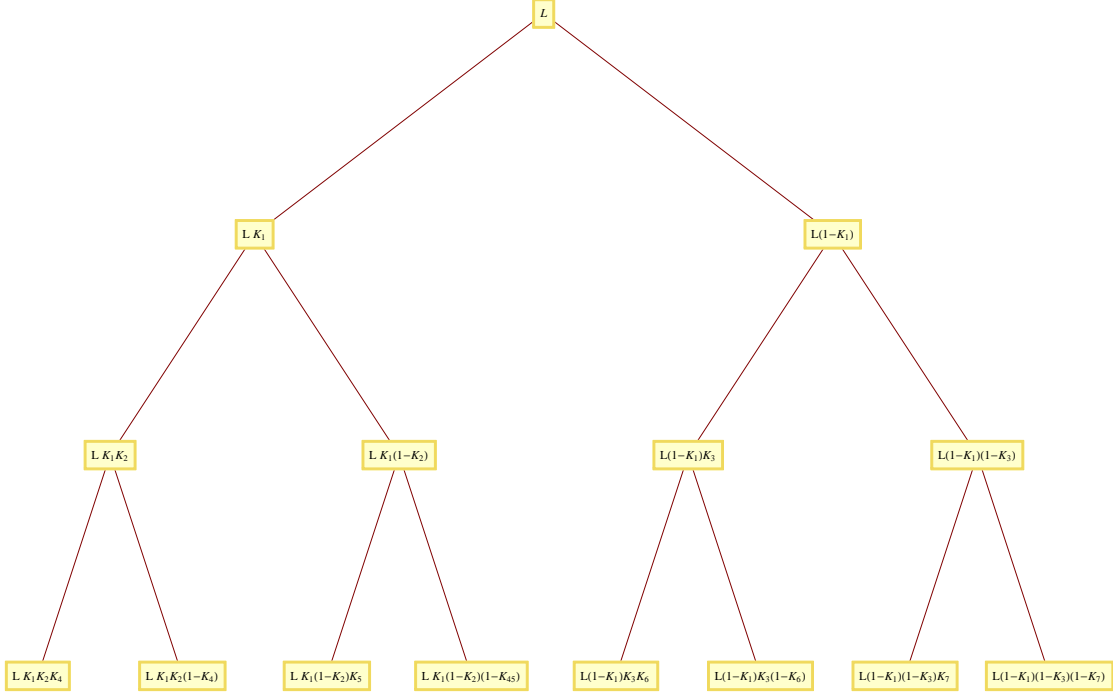 L
L K₁
L(1−K₁)
L K₁K₂
L K₁(1−K₂)
L(1−K₁)K₃
L(1−K₁)(1−K₃)
L K₁K₂K₄
L K₁K₂(1−K₄)
L K₁(1−K₂)K₅
L K₁(1−K₂)(1−K₄₅)
L(1−K₁)K₃K₆
L(1−K₁)K₃(1−K₆)
L(1−K₁)(1−K₃)K₇
L(1−K₁)(1−K₃)(1−K₇)